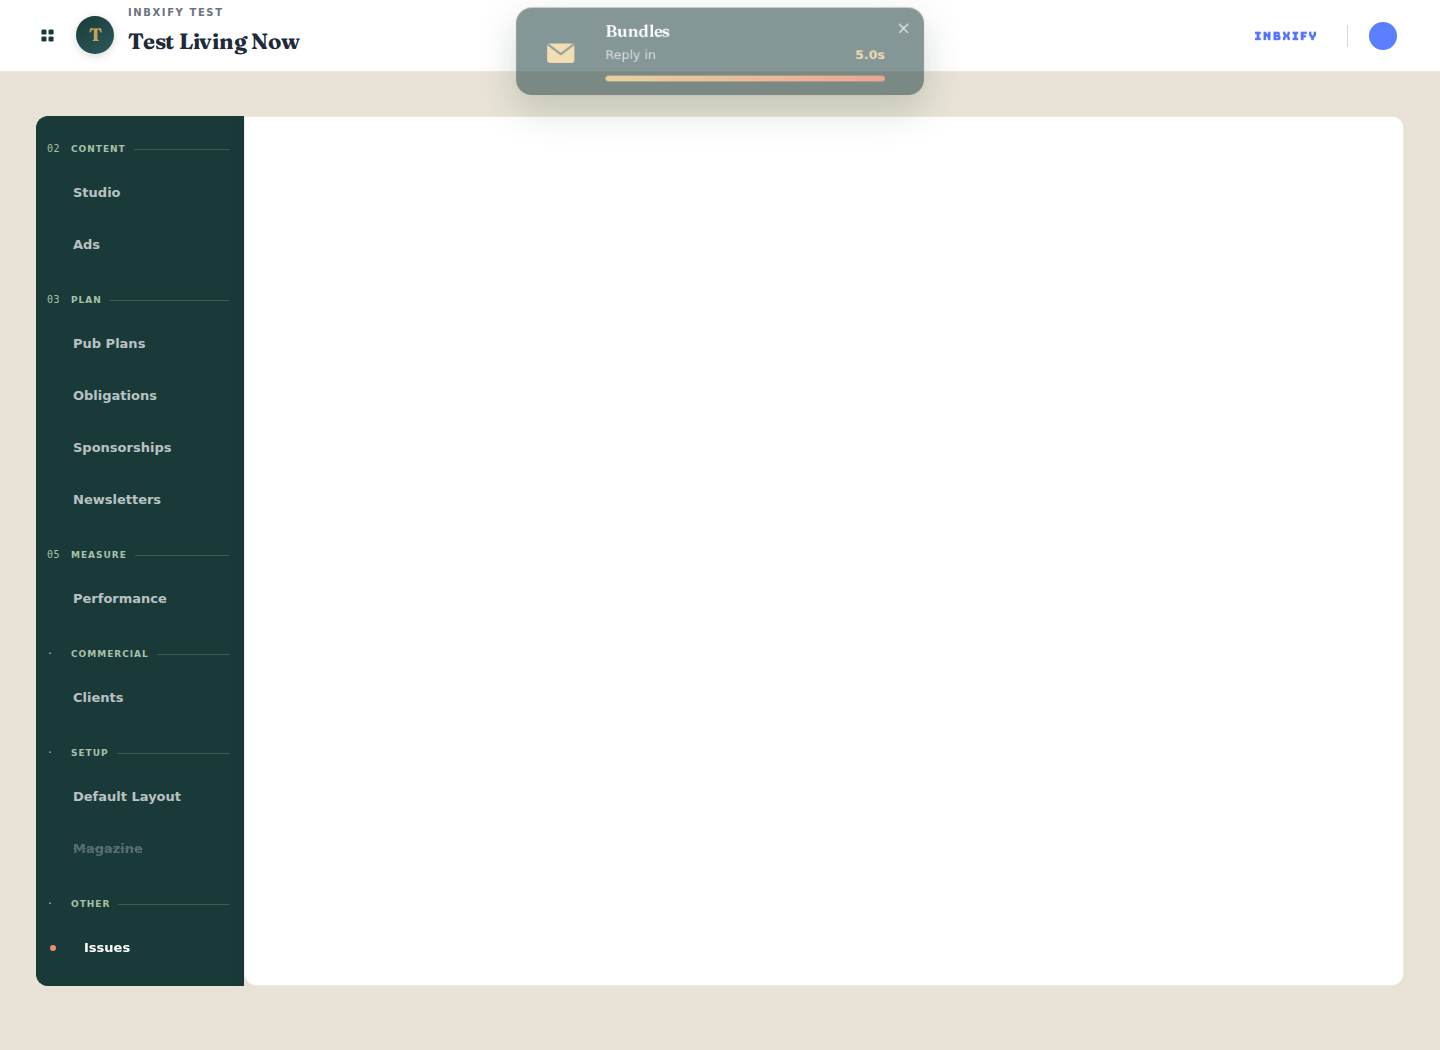 INBXIFY TEST
T
Test Living Now
Bundles
Reply in 5.0s
INBXIFY
02 CONTENT
Studio
Ads
03 PLAN
Pub Plans
Obligations
Sponsorships
Newsletters
05 MEASURE
Performance
· COMMERCIAL
Clients
· SETUP
Default Layout
Magazine
· OTHER
Issues